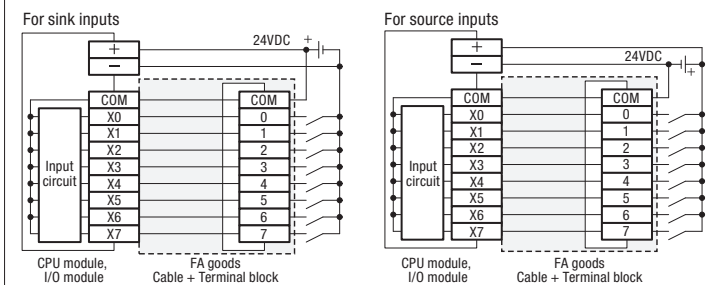 For sink inputs
+
−
24VDC +
COM
X0
X1
X2
X3
X4
X5
X6
X7
Input
circuit
COM
0
1
2
3
4
5
6
7
CPU module,
I/O module
FA goods
Cable + Terminal block
For source inputs
+
−
24VDC
+
COM
X0
X1
X2
X3
X4
X5
X6
X7
Input
circuit
COM
0
1
2
3
4
5
6
7
CPU module,
I/O module
FA goods
Cable + Terminal block